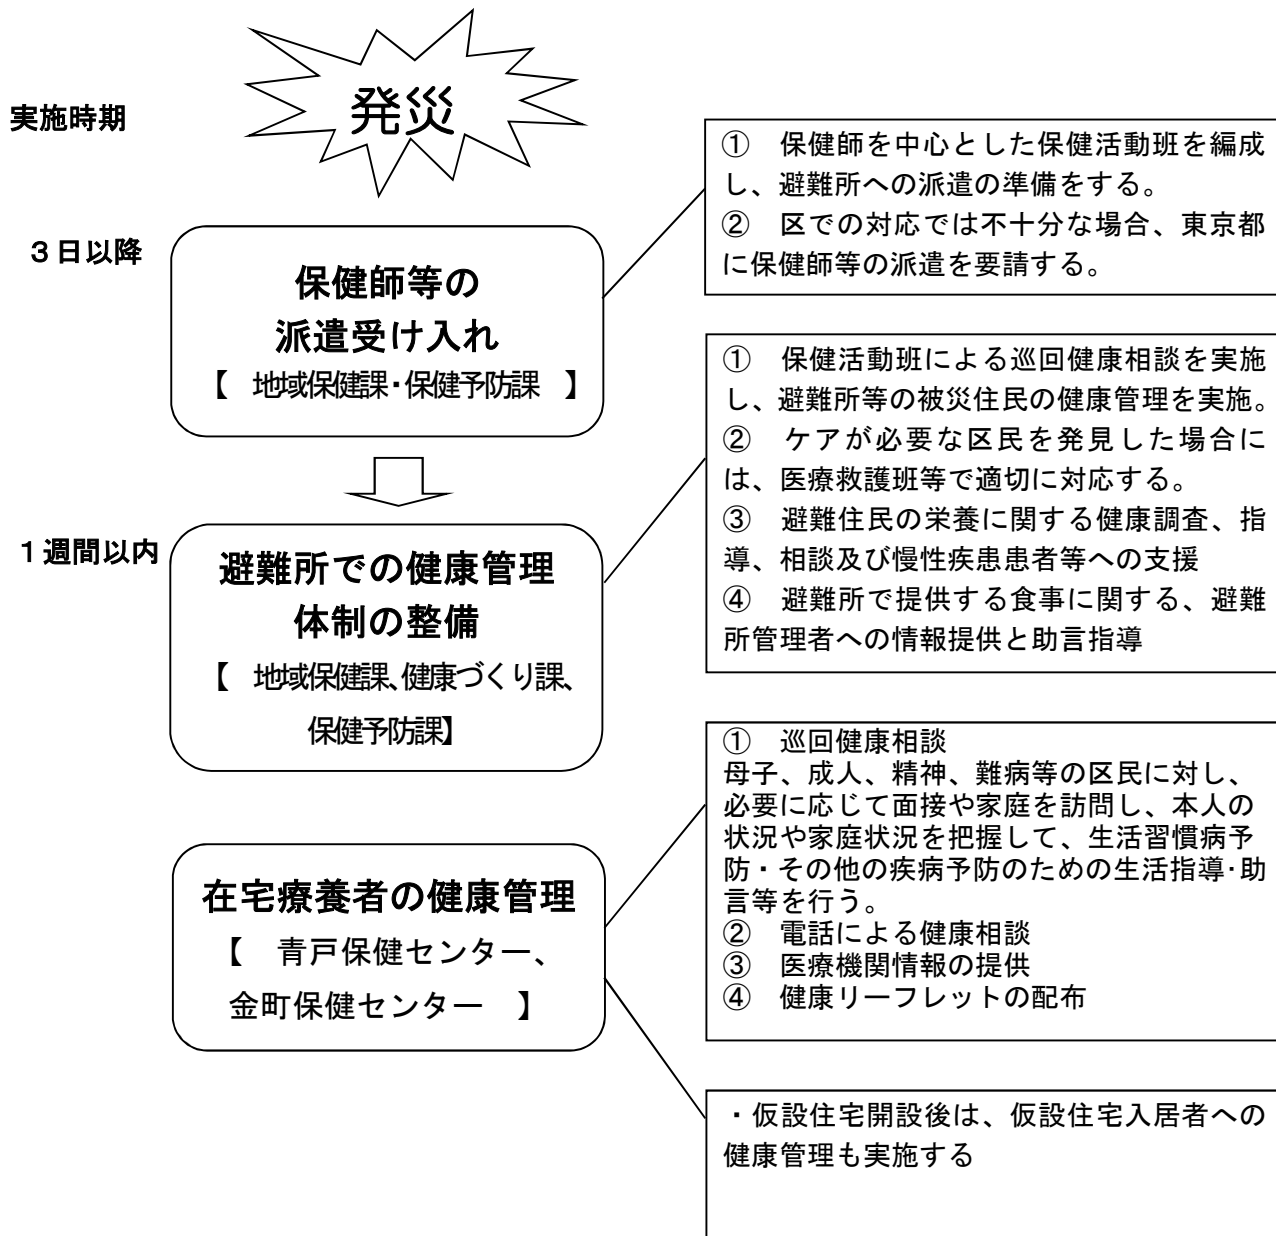 発災
実施時期
① 保健師を中心とした保健活動班を編成
し、避難所への派遣の準備をする。
② 区での対応では不十分な場合、東京都
に保健師等の派遣を要請する。
３日以降
保健師等の
派遣受け入れ
【 地域保健課・保健予防課 】
① 保健活動班による巡回健康相談を実施
し、避難所等の被災住民の健康管理を実施。
② ケアが必要な区民を発見した場合に
は、医療救護班等で適切に対応する。
③ 避難住民の栄養に関する健康調査、指
導、相談及び慢性疾患患者等への支援
④ 避難所で提供する食事に関する、避難
所管理者への情報提供と助言指導
１週間以内
避難所での健康管理
体制の整備
【 地域保健課、健康づくり課、
保健予防課】
① 巡回健康相談
母子、成人、精神、難病等の区民に対し、
必要に応じて面接や家庭を訪問し、本人の
状況や家庭状況を把握して、生活習慣病予
防・その他の疾病予防のための生活指導･助
言等を行う。
② 電話による健康相談
③ 医療機関情報の提供
④ 健康リーフレットの配布
在宅療養者の健康管理
【 青戸保健センター、
金町保健センター 】
・仮設住宅開設後は、仮設住宅入居者への
健康管理も実施する